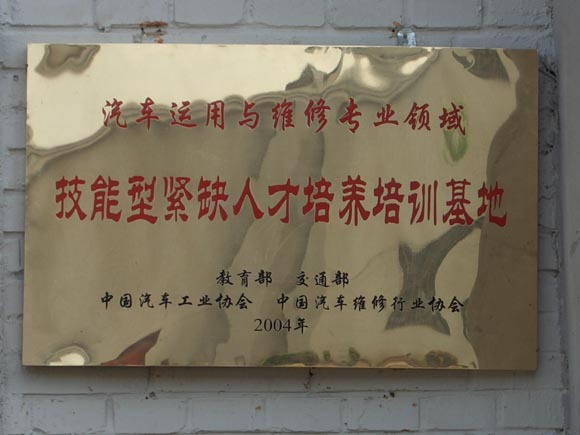 汽车运用与维修专业领域
技能型紧缺人才培养培训基地
教育部 交通部
中国汽车工业协会 中国汽车维修行业协会
2004年